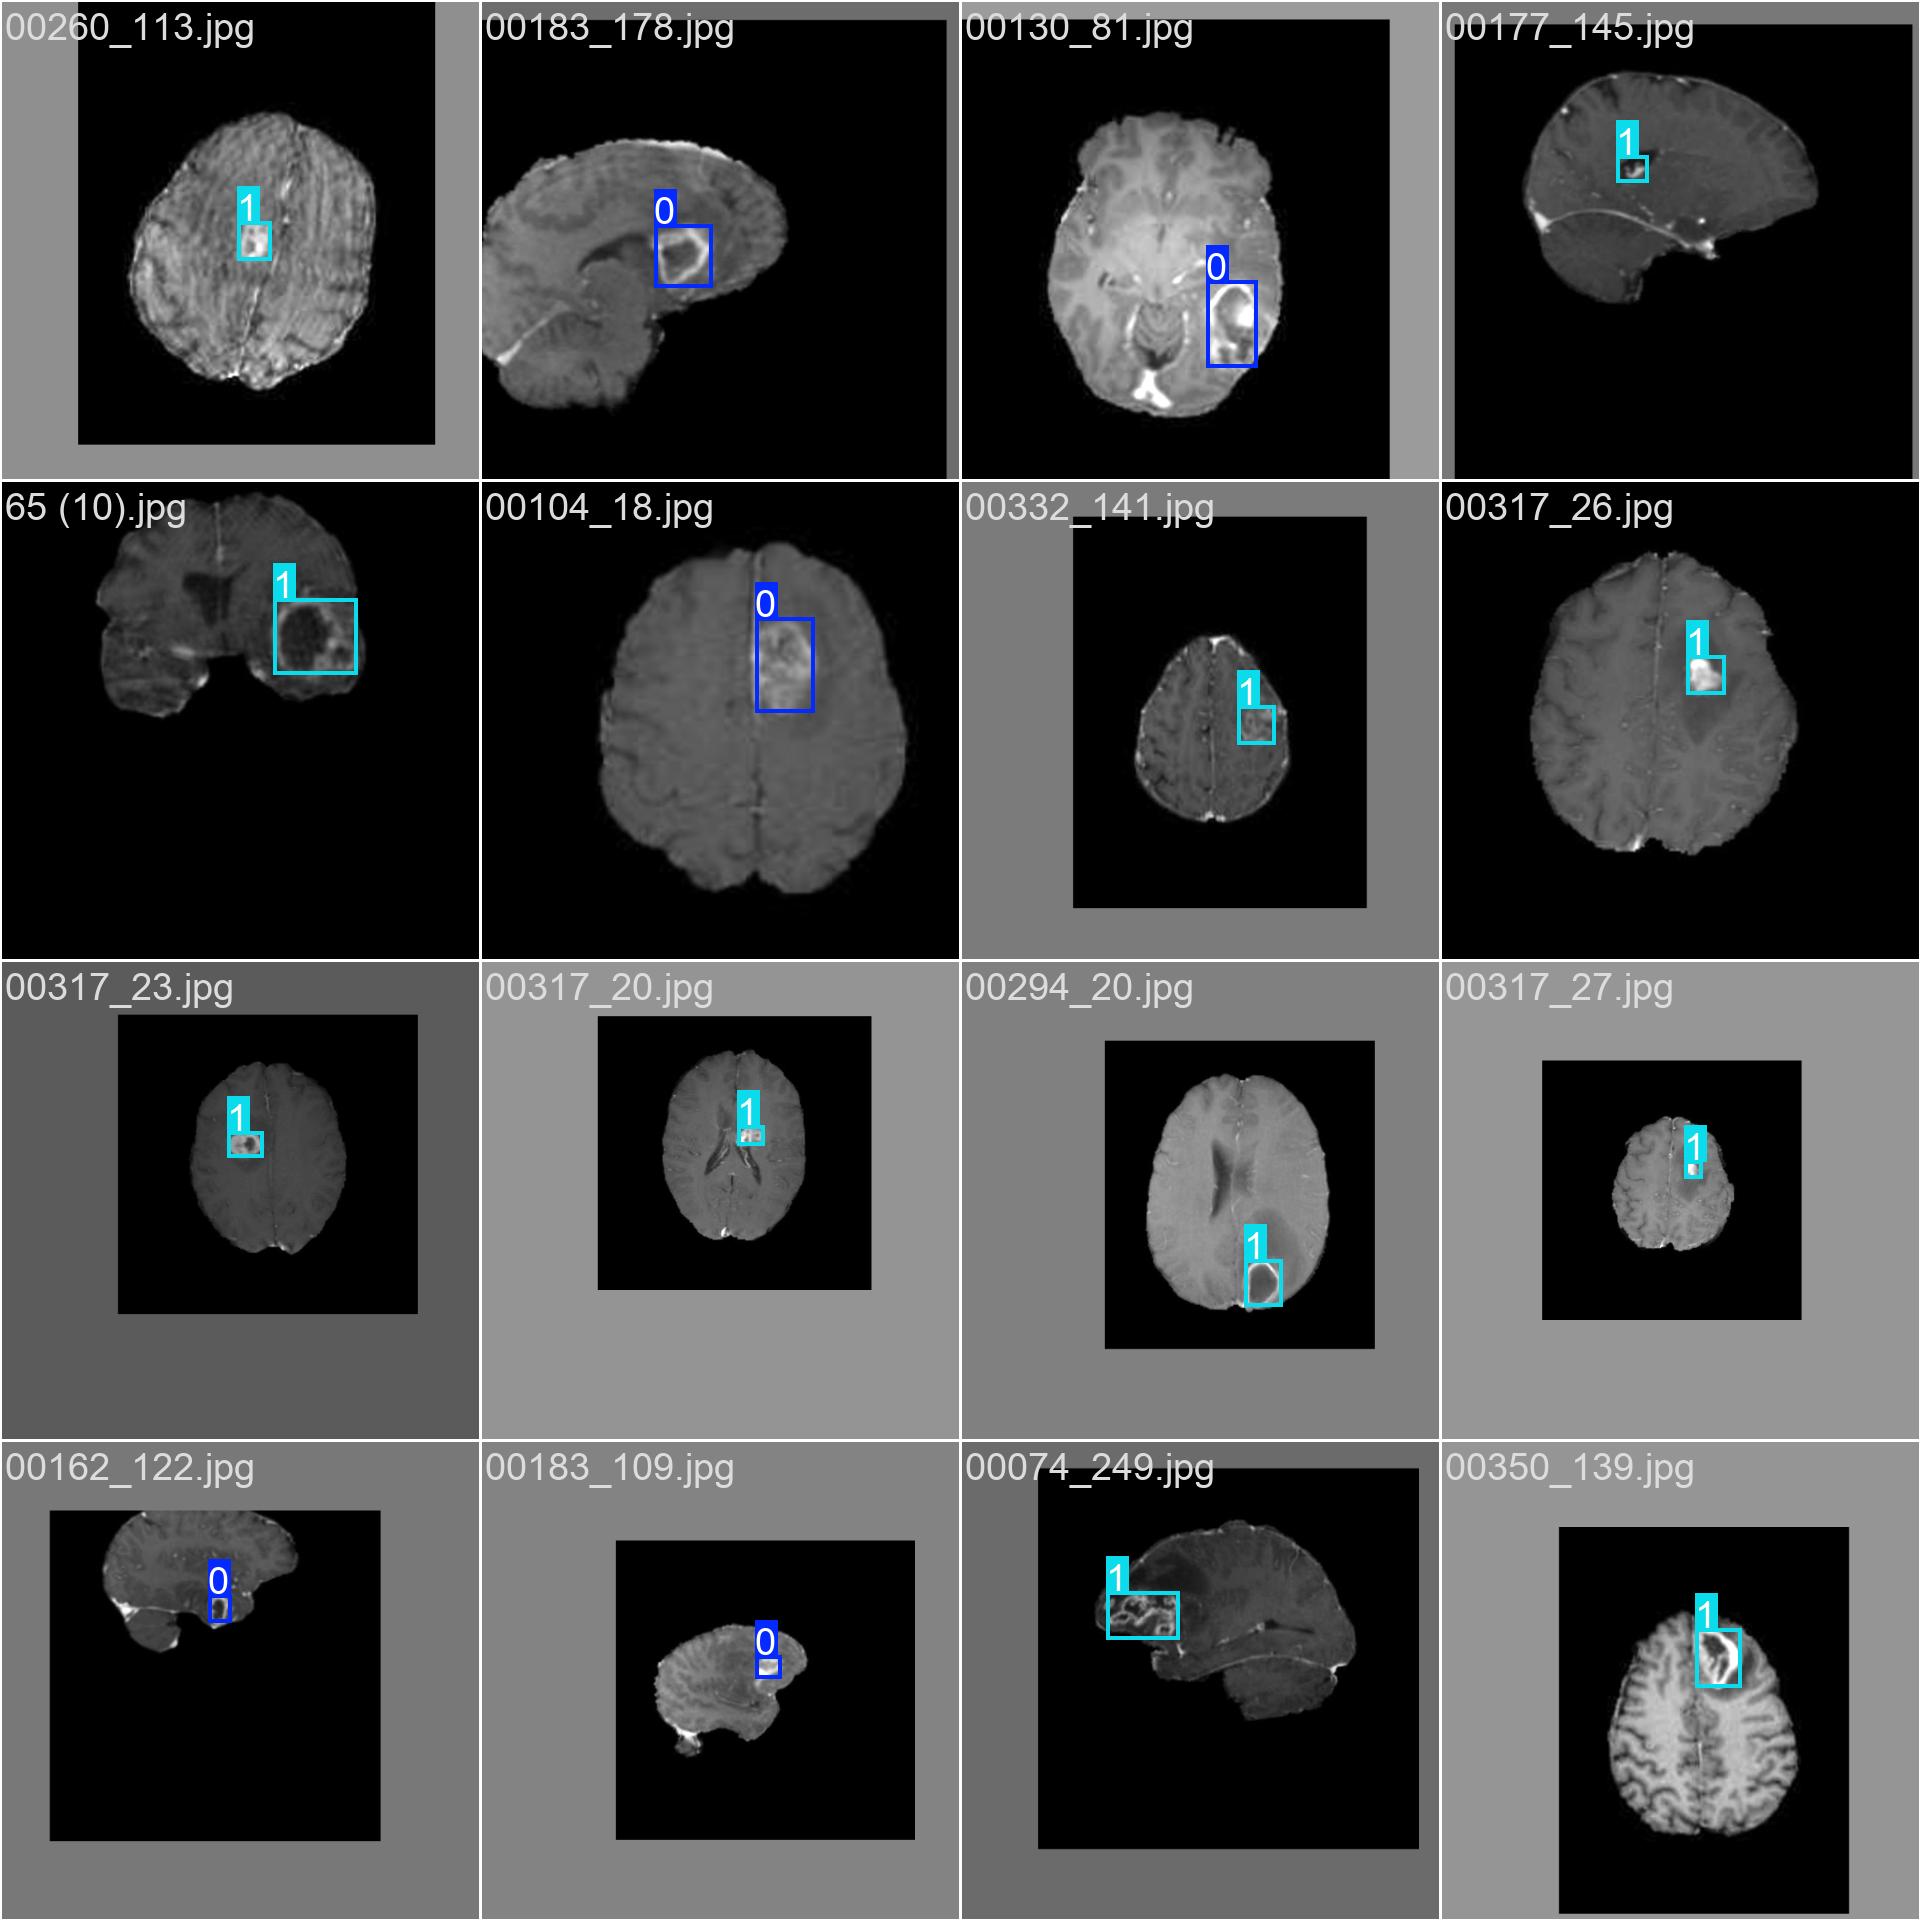 00260_113.jpg
00183_178.jpg
00130_81.jpg
00177_145.jpg
1
0
0
1
65 (10).jpg
00104_18.jpg
00332_141.jpg
00317_26.jpg
1
0
1
1
00317_23.jpg
00317_20.jpg
00294_20.jpg
00317_27.jpg
1
1
1
1
00162_122.jpg
00183_109.jpg
00074_249.jpg
00350_139.jpg
0
0
1
1